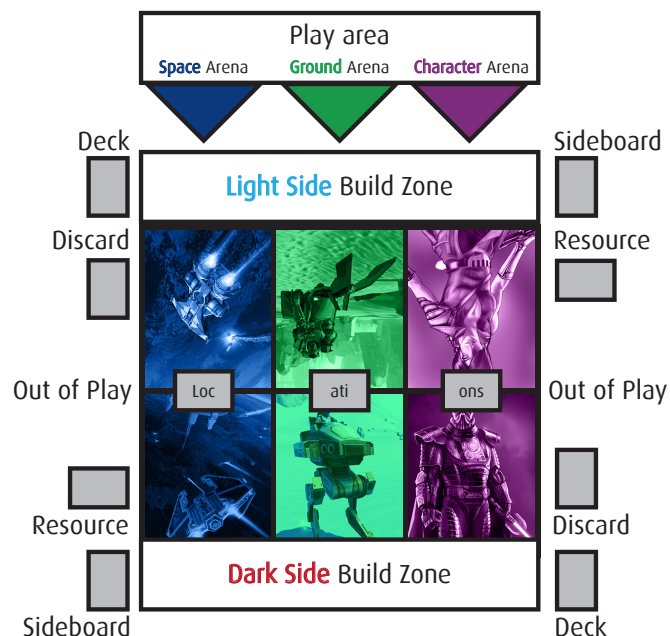 Play area
Space Arena Ground Arena Character Arena
Deck
Sideboard
Light Side Build Zone
Discard
Resource
Out of Play
Loc
ati
ons
Out of Play
Resource
Discard
Dark Side Build Zone
Sideboard
Deck